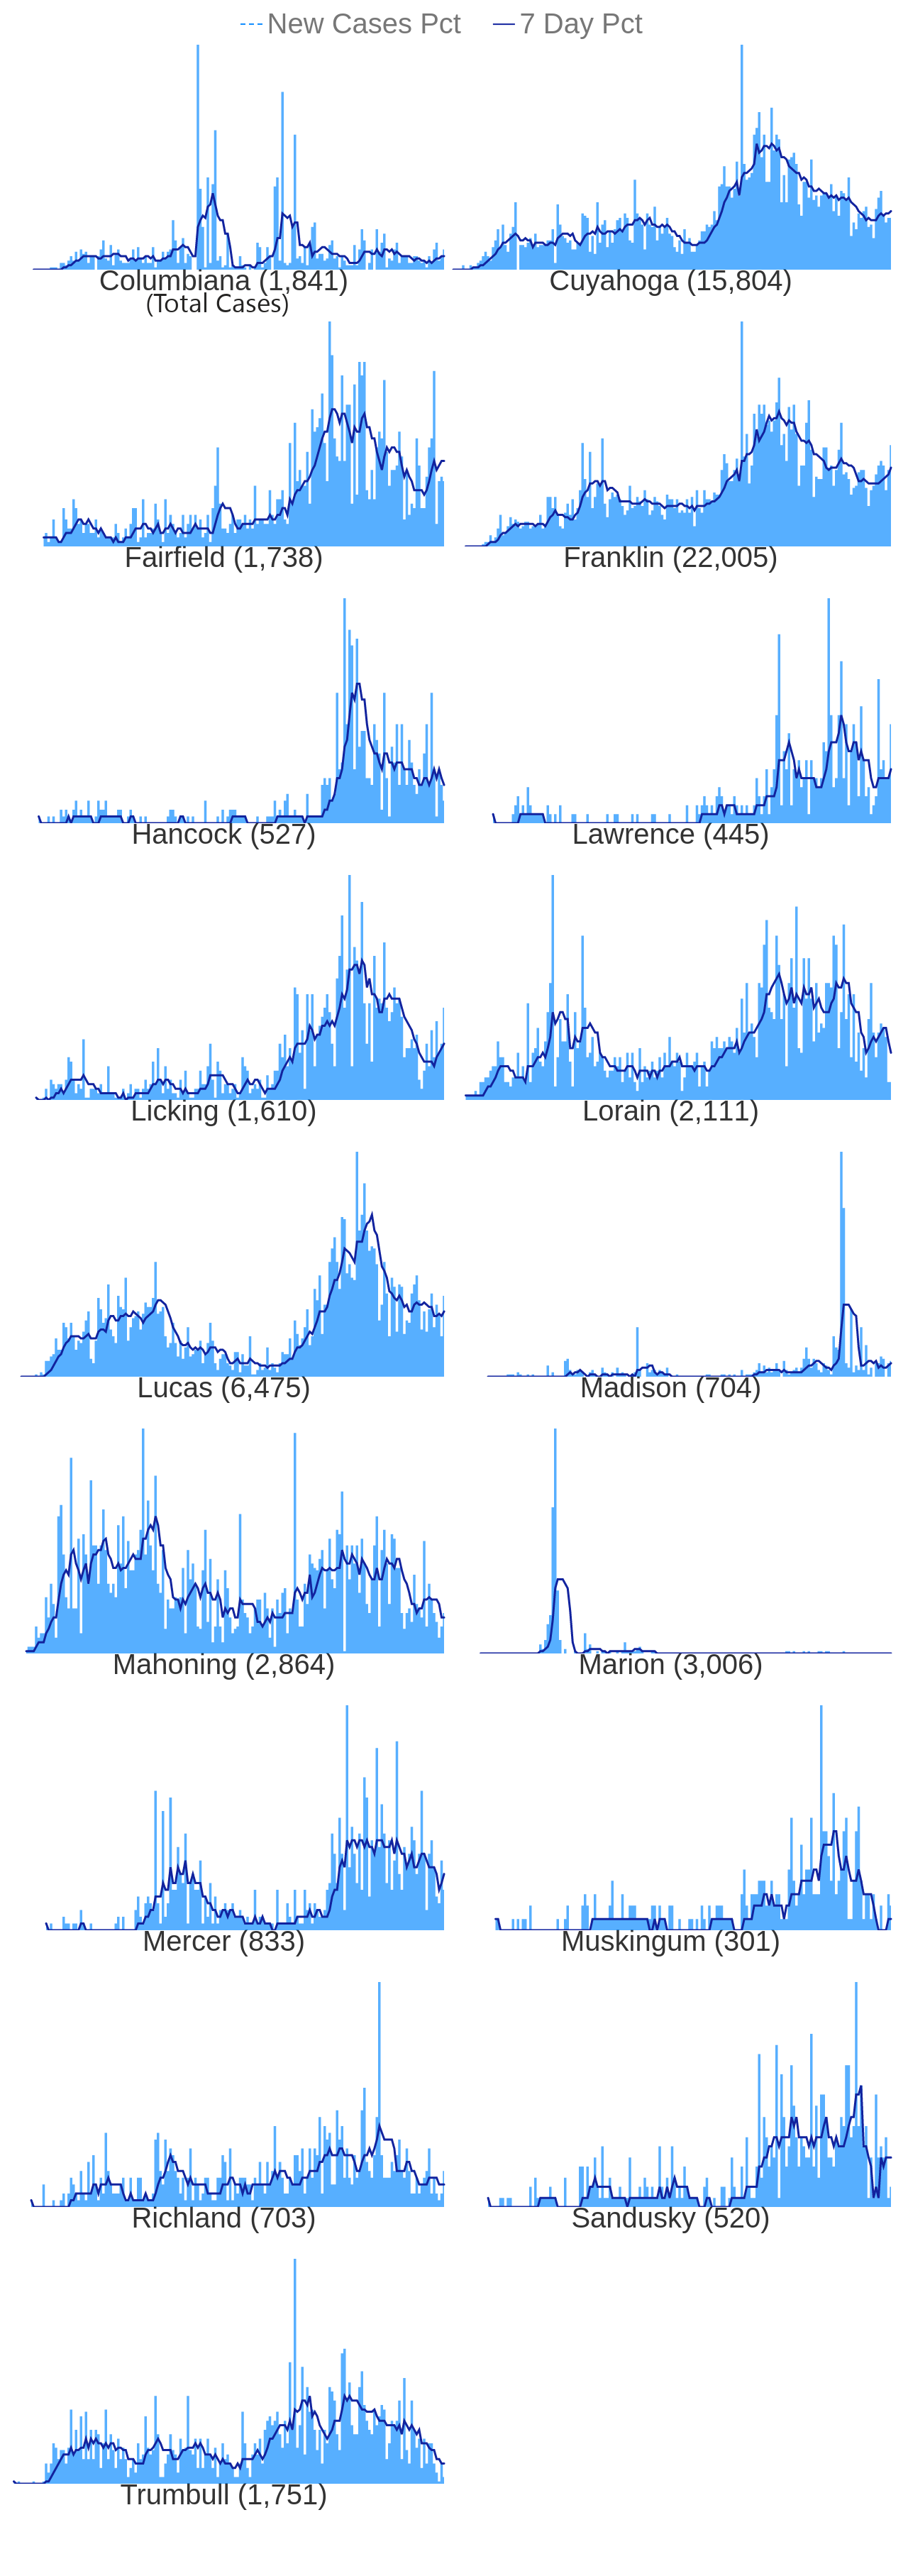 New Cases Pct 7 Day Pct
Columbiana (1,841) Cuyahoga (15,804)
(Total Cases)
Fairfield (1,738) Franklin (22,005)
Hancock (527) Lawrence (445)
Licking (1,610) Lorain (2,111)
Lucas (6,475) Madison (704)
Mahoning (2,864) Marion (3,006)
Mercer (833) Muskingum (301)
Richland (703) Sandusky (520)
Trumbull (1,751)